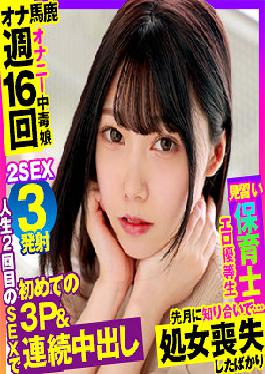 オナ馬鹿
オナニー中毒娘
週16回
2SEX
3発射
人生2回目のSEXで
初めての
3P&
連続中出し
見習い
保育士
エロ優等生
先月に知り合いで
処女喪失
したばかり